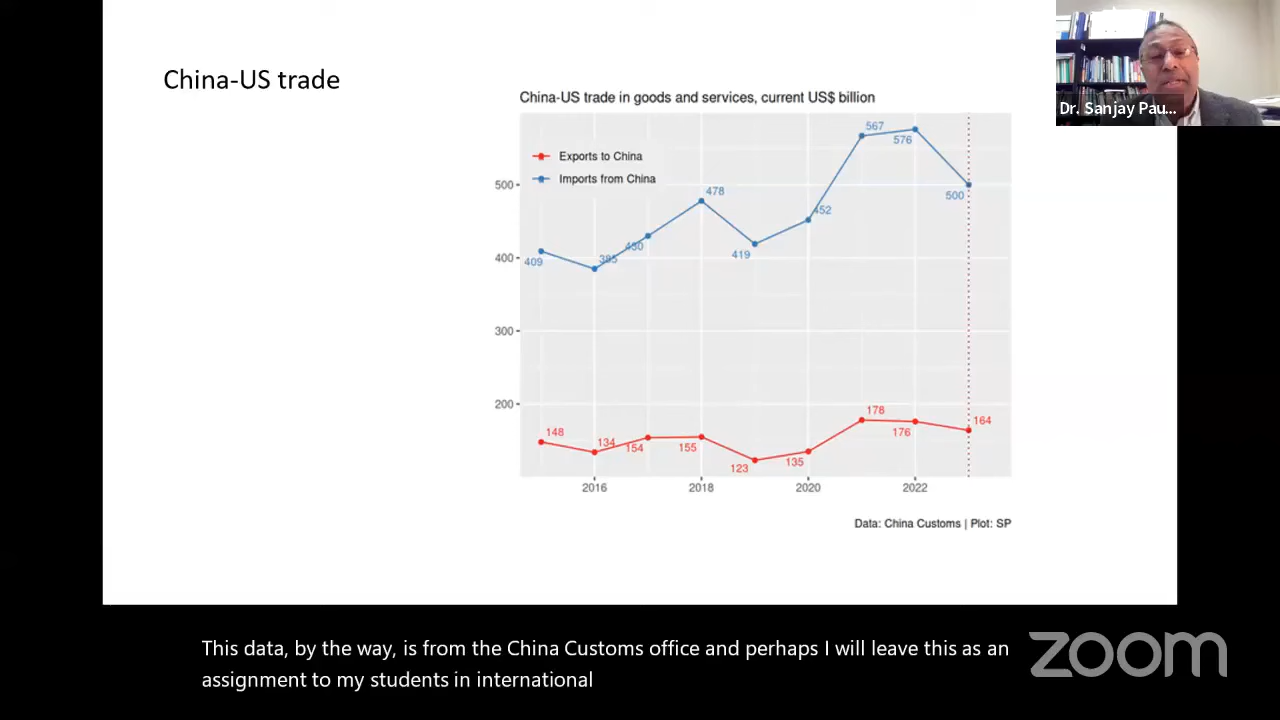 China-US trade
Dr. Sanjay Pau...
China-US trade in goods and services, current US$ billion
Exports to China
Imports from China
500
400
300
200
409
385
430
478
419
452
567
576
500
148
134
154
155
123
135
178
176
164
2016
2018
2020
2022
Data: China Customs | Plot: SP
This data, by the way, is from the China Customs office and perhaps I will leave this as an
assignment to my students in international
zoom